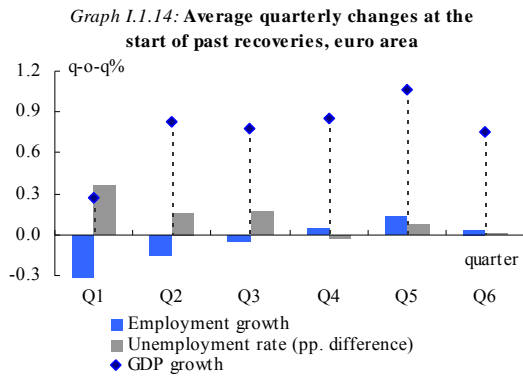 Graph I.1.14: Average quarterly changes at the
start of past recoveries, euro area
q-o-q%
1.2
0.9
0.6
0.3
0.0
-0.3
quarter
Q1 Q2 Q3 Q4 Q5 Q6
Employment growth
Unemployment rate (pp. difference)
GDP growth